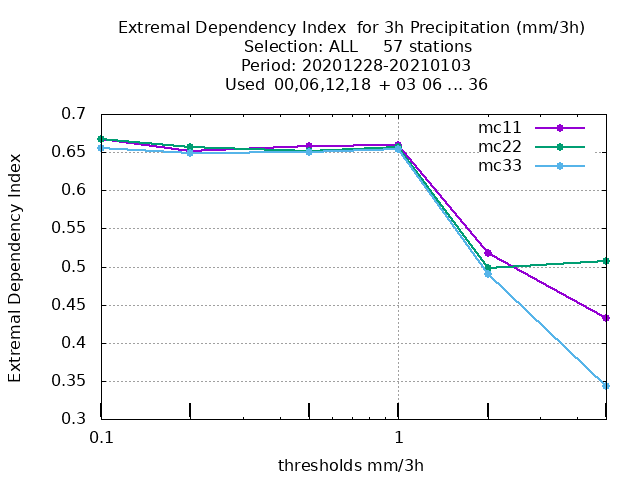 Extremal Dependency Index  for 3h Precipitation (mm/3h)
Selection: ALL     57 stations
Period: 20201228-20210103
Used  00,06,12,18  + 03 06 ... 36
mc11
mc22
mc33
0.7
0.65
0.6
0.55
0.5
0.45
0.4
0.35
0.3
Extremal Dependency Index
0.1
1
thresholds mm/3h